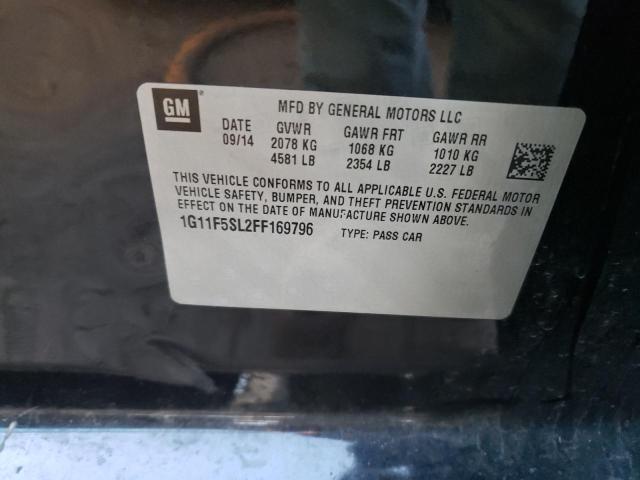 GM
MFD BY GENERAL MOTORS LLC
DATE GVWR GAWR FRT GAWR RR
09/14 2078 KG 1068 KG 1010 KG
4581 LB 2354 LB 2227 LB
THIS VEHICLE CONFORMS TO ALL APPLICABLE U.S. FEDERAL MOTOR
VEHICLE SAFETY, BUMPER, AND THEFT PREVENTION STANDARDS IN
EFFECT ON THE DATE OF MANUFACTURE SHOWN ABOVE.
1G11F5SL2FF169796 TYPE: PASS CAR